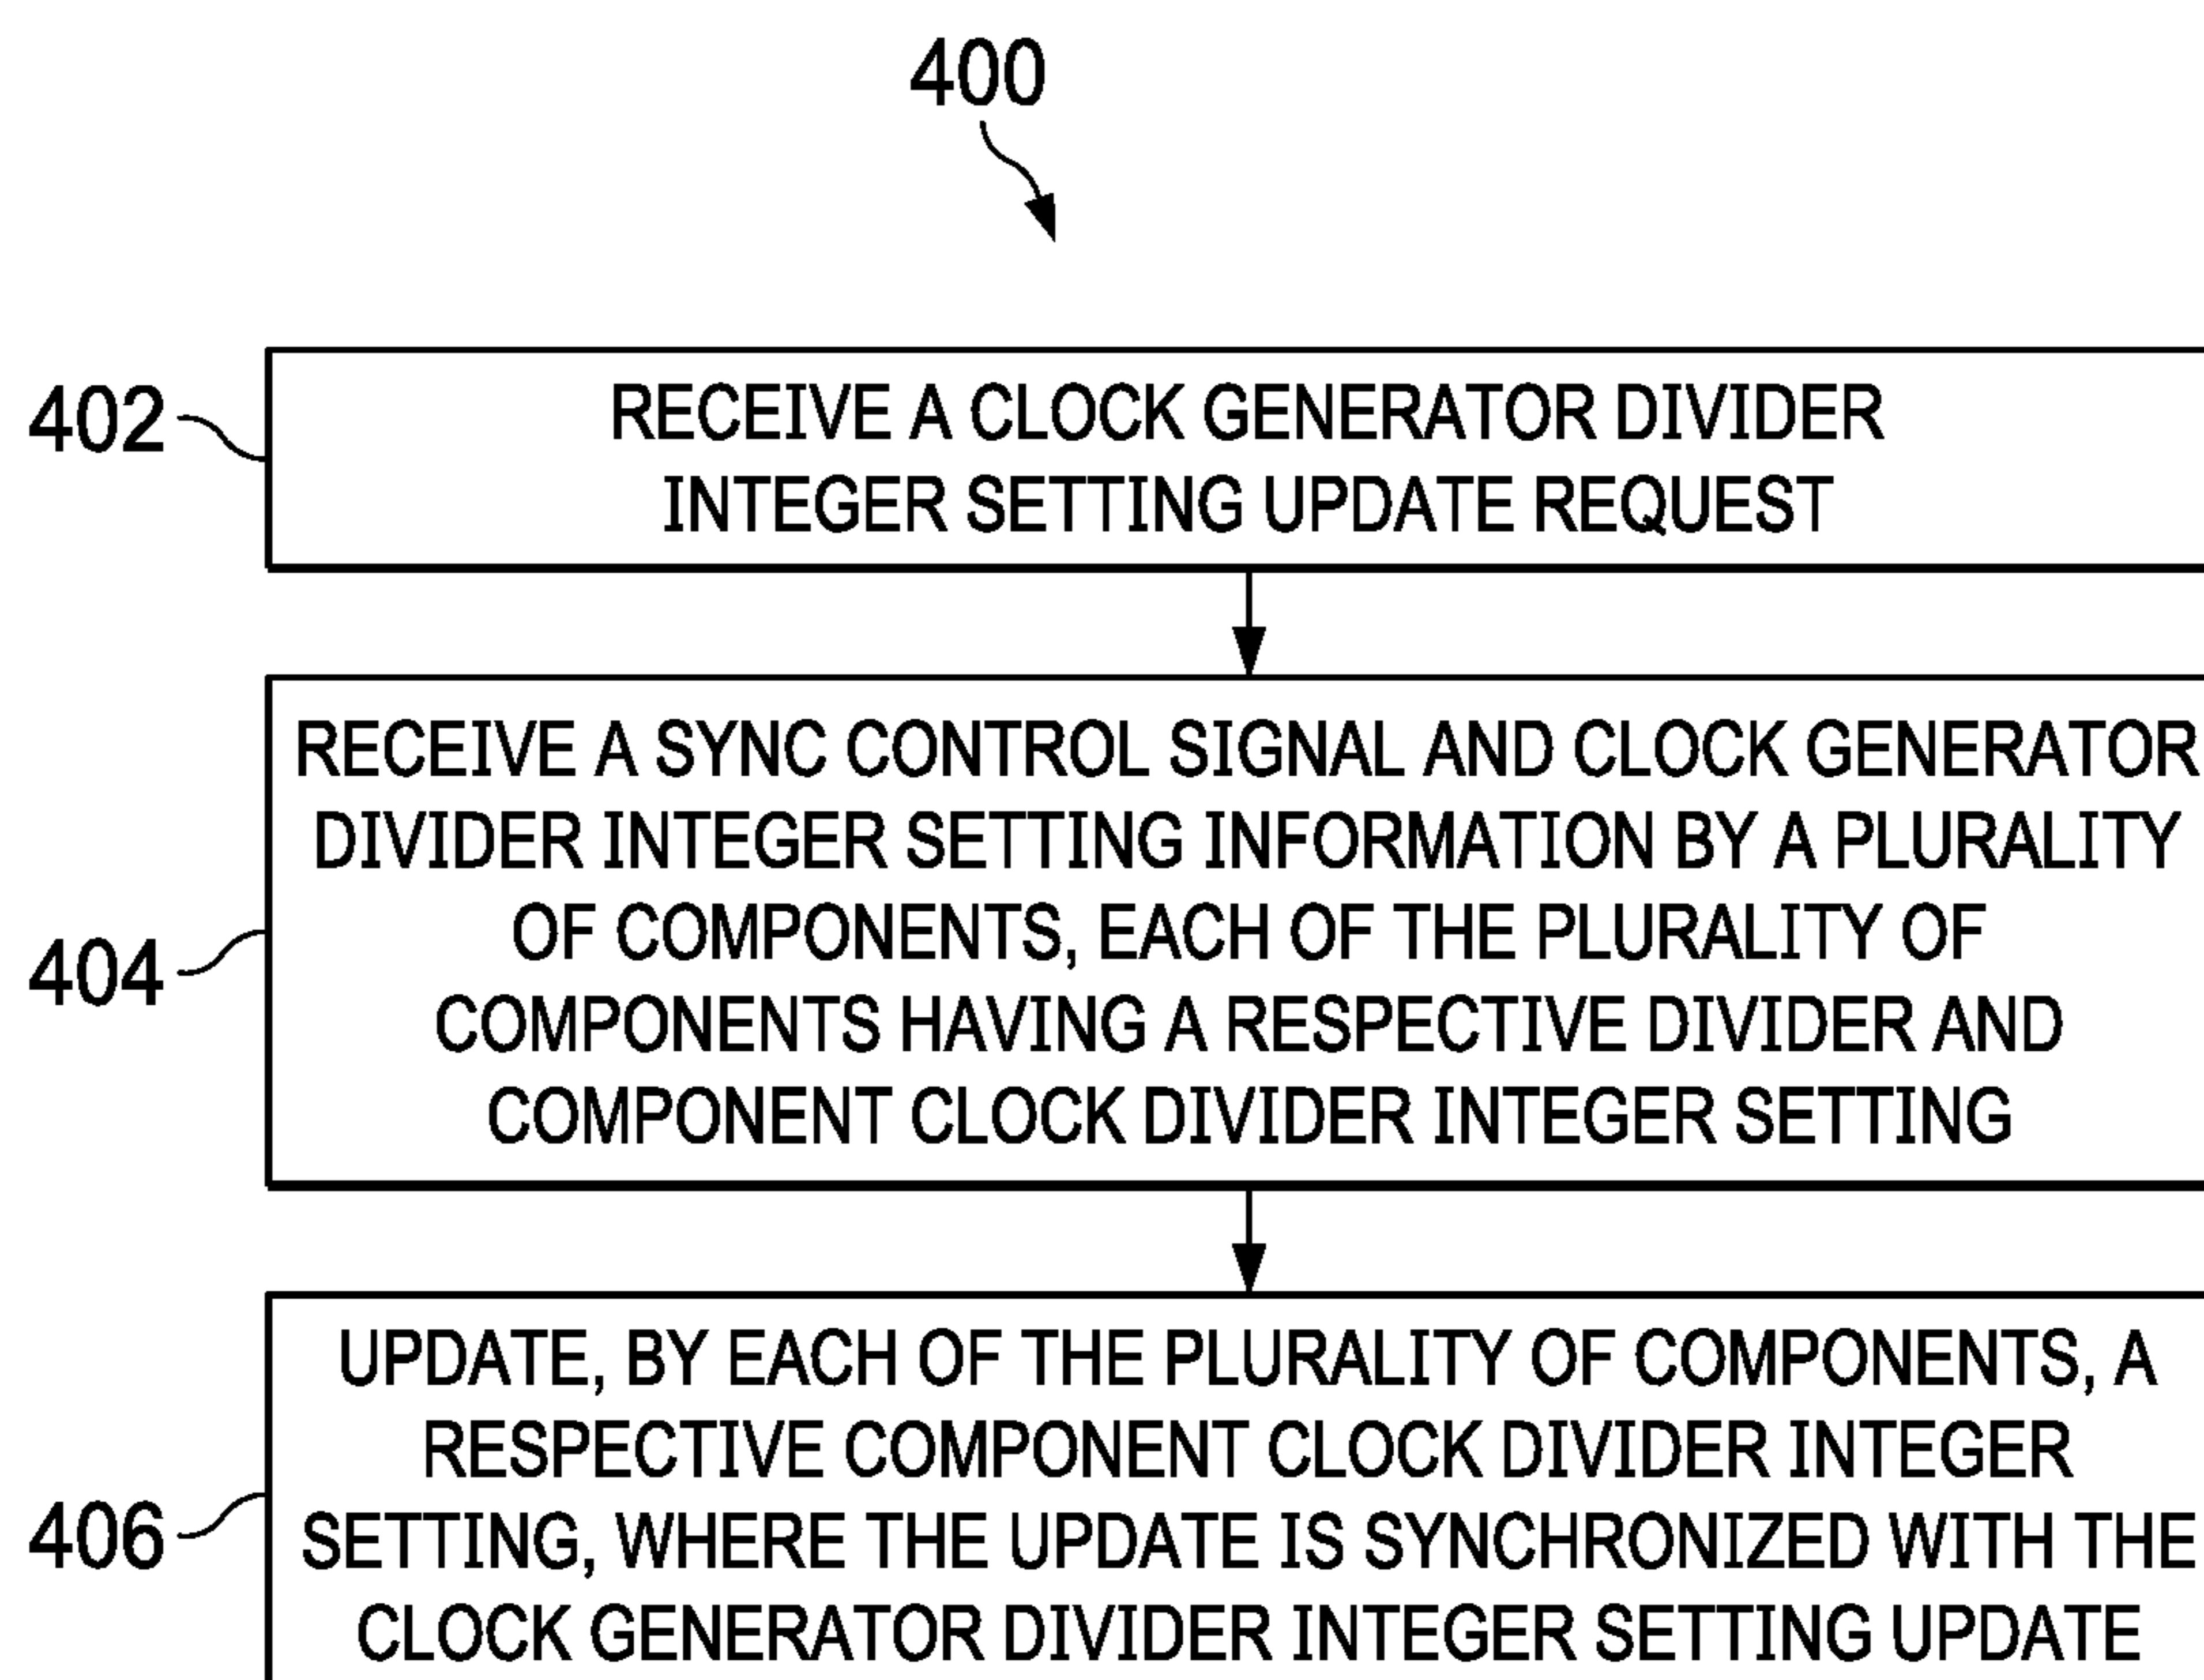 400
402
RECEIVE A CLOCK GENERATOR DIVIDER
INTEGER SETTING UPDATE REQUEST
404
RECEIVE A SYNC CONTROL SIGNAL AND CLOCK GENERATOR
DIVIDER INTEGER SETTING INFORMATION BY A PLURALITY
OF COMPONENTS, EACH OF THE PLURALITY OF
COMPONENTS HAVING A RESPECTIVE DIVIDER AND
COMPONENT CLOCK DIVIDER INTEGER SETTING
406
UPDATE, BY EACH OF THE PLURALITY OF COMPONENTS, A
RESPECTIVE COMPONENT CLOCK DIVIDER INTEGER
SETTING, WHERE THE UPDATE IS SYNCHRONIZED WITH THE
CLOCK GENERATOR DIVIDER INTEGER SETTING UPDATE